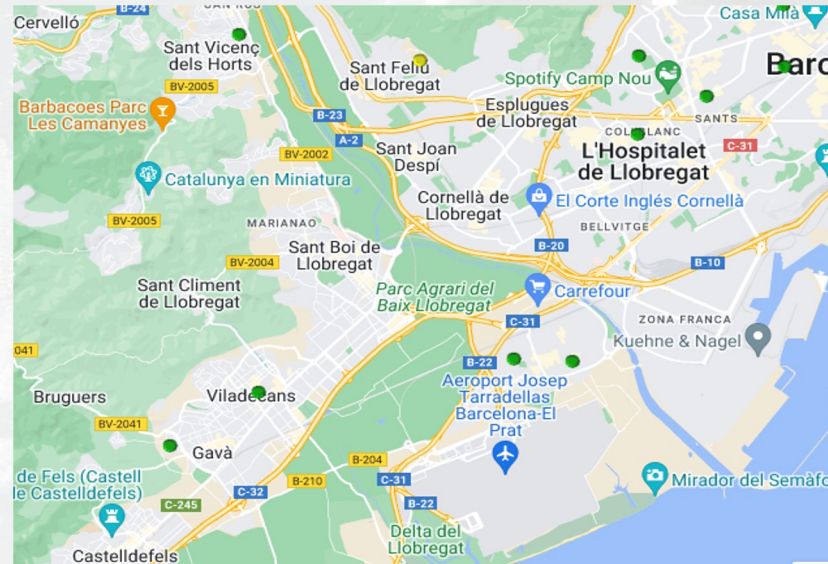 B-24
CAN ROS
Casa Milà
Cervelló
Sant Vicenç
dels Horts
Sant Feliu
de Llobregat
Spotify Camp Nou
BV-2005
Barbacoes Parc
Les Camanyes
B-23
Esplugues
de Llobregat
SANTS
A-2
C-31
BV-2002
Sant Joan
Despí
L'Hospitalet
de Llobregat
Catalunya en Miniatura
Cornellà de
Llobregat
El Corte Inglés Cornellà
BV-2005
MARIANAO
BELLVITGE
Sant Boi de
Llobregat
B-20
BV-2004
B-10
Sant Climent
de Llobregat
Parc Agrari del
Baix Llobregat
Carrefour
C-31
ZONA FRANCA
Kuehne & Nagel
041
B-22
Aeroport Josep
Tarradellas
Barcelona-El
Prat
Bruguers
Viladecans
BV-2041
Gavà
B-204
de Fels (Castell
de Castelldefels)
B-210
C-31
C-32
C-245
B-22
Mirador del Semàfo
Delta del
Llobregat
Castelldefels